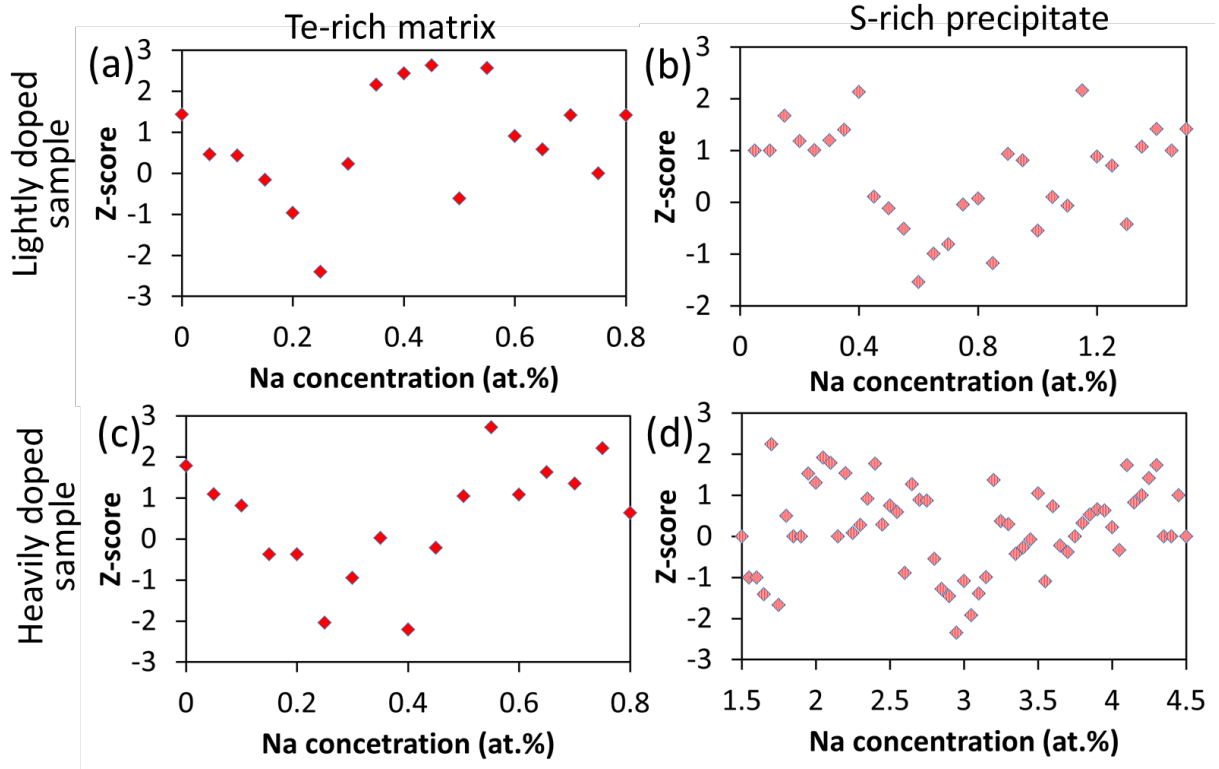 Te-rich matrix
S-rich precipitate
Lightly doped
sample
(a)
Z-score
3
2
1
0
-1
-2
-3
0 0.2 0.4 0.6 0.8
Na concentration (at.%)
(b)
Z-score
3
2
1
0
-1
-2
0 0.4 0.8 1.2
Na concentration (at.%)
Heavily doped
sample
(c)
Z-score
3
2
1
0
-1
-2
-3
0 0.2 0.4 0.6 0.8
Na concetration (at.%)
(d)
Z-score
3
2
1
0
-1
-2
-3
1.5 2 2.5 3 3.5 4 4.5
Na concentration (at.%)